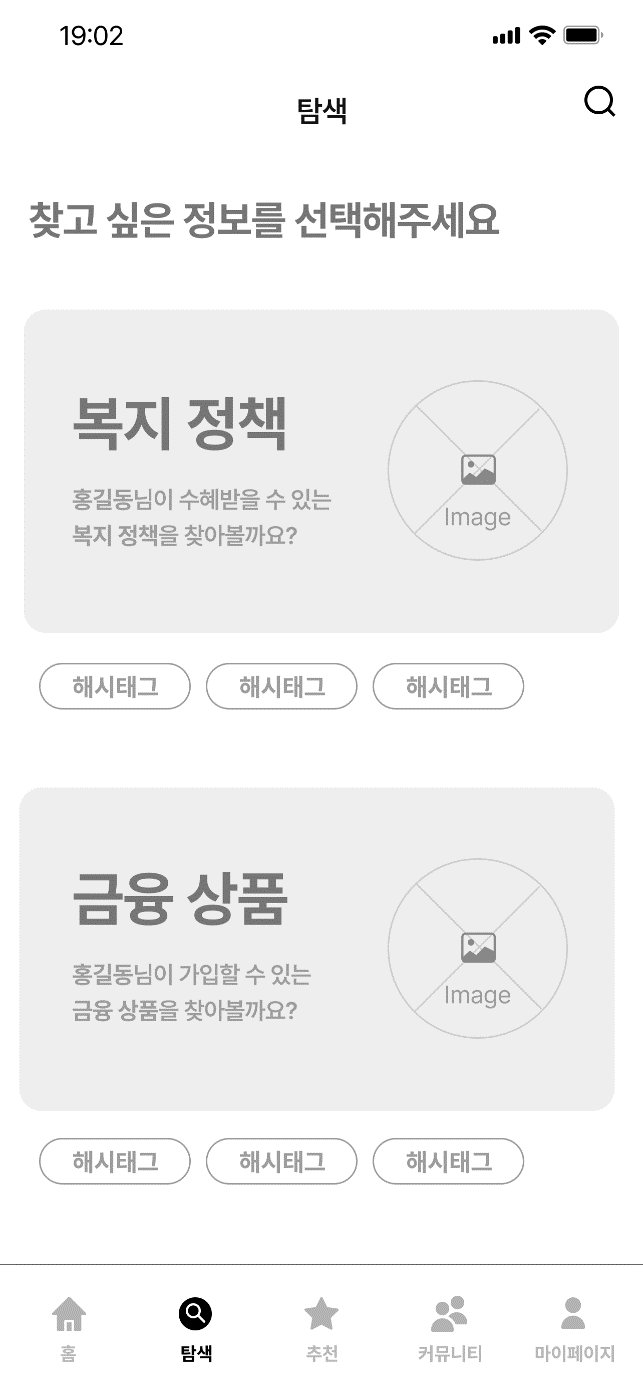 19:02
탐색
찾고 싶은 정보를 선택해주세요
복지 정책
홍길동님이 수혜받을 수 있는
복지 정책을 찾아볼까요?
Image
해시태그 해시태그 해시태그
금융 상품
홍길동님이 가입할 수 있는
금융 상품을 찾아볼까요?
Image
해시태그 해시태그 해시태그
홈 탐색 추천 커뮤니티 마이페이지